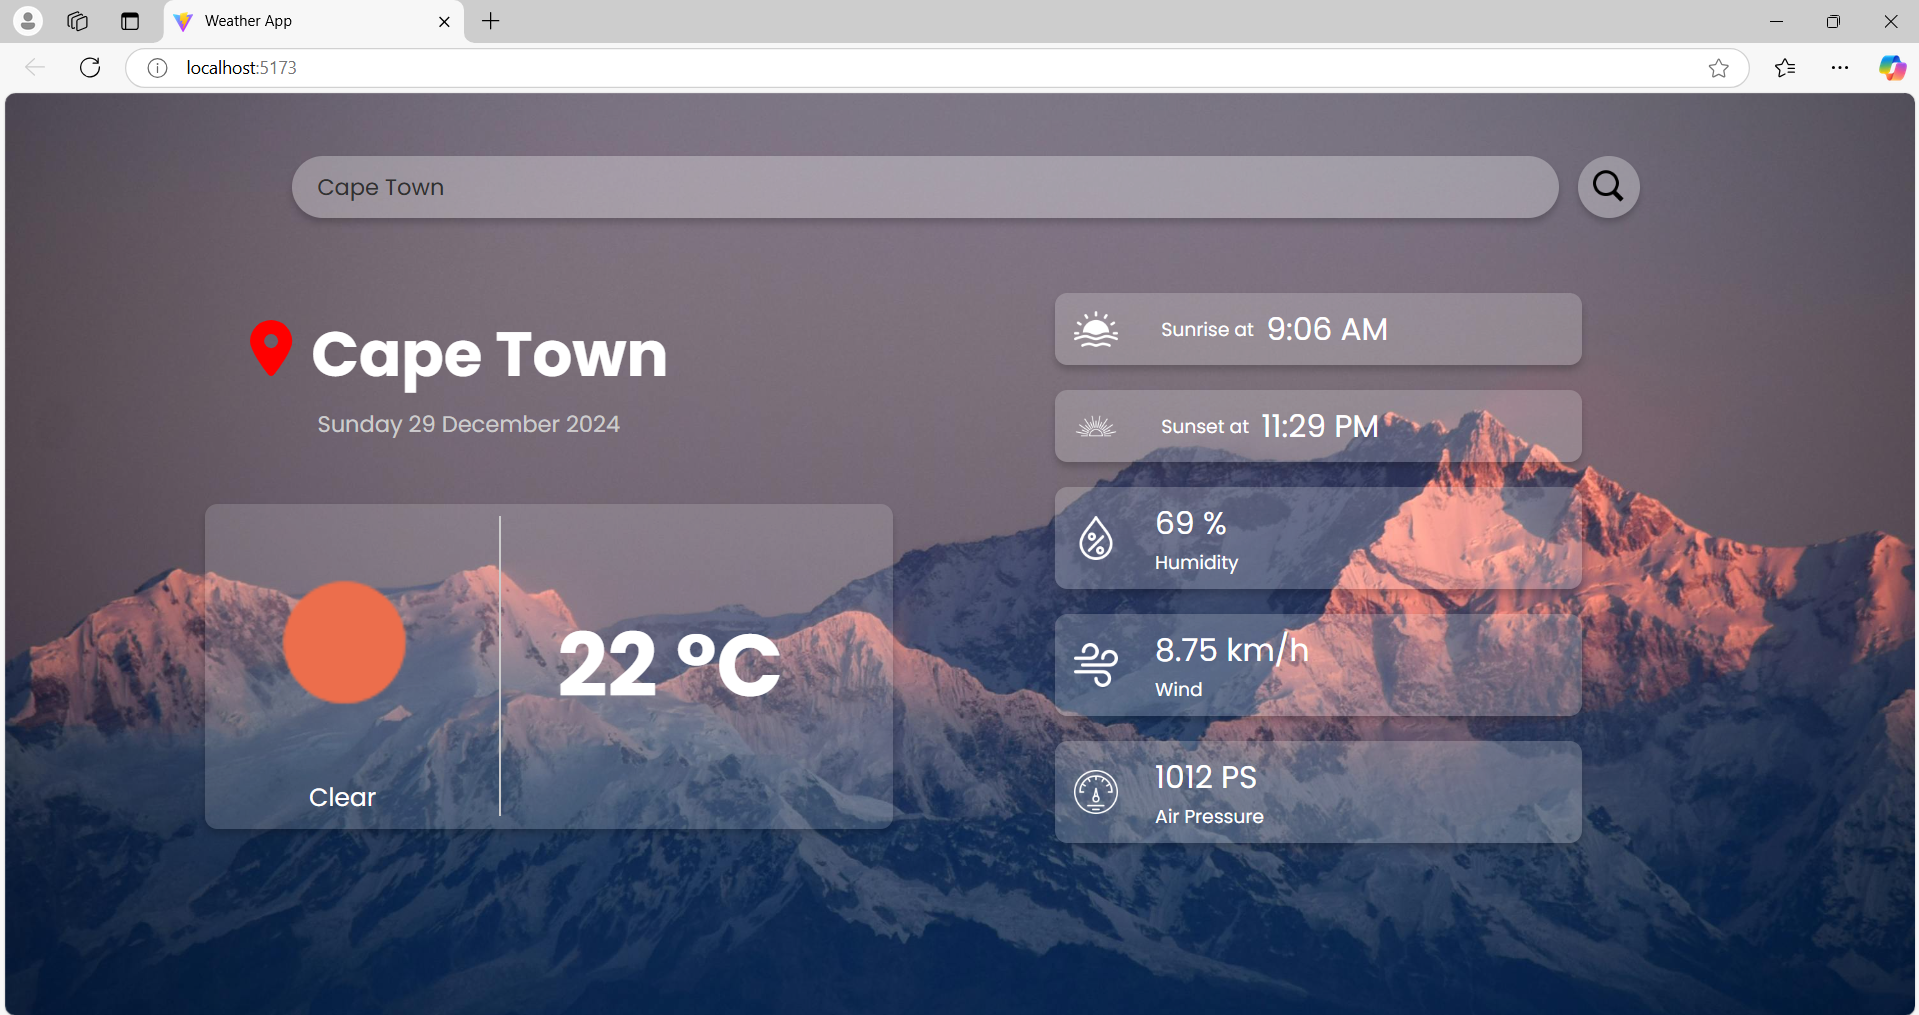 Weather App
localhost:5173
Cape Town
Cape Town
Sunday 29 December 2024
Clear
22 °C
Sunrise at 9:06 AM
Sunset at 11:29 PM
69 %
Humidity
8.75 km/h
Wind
1012 PS
Air Pressure